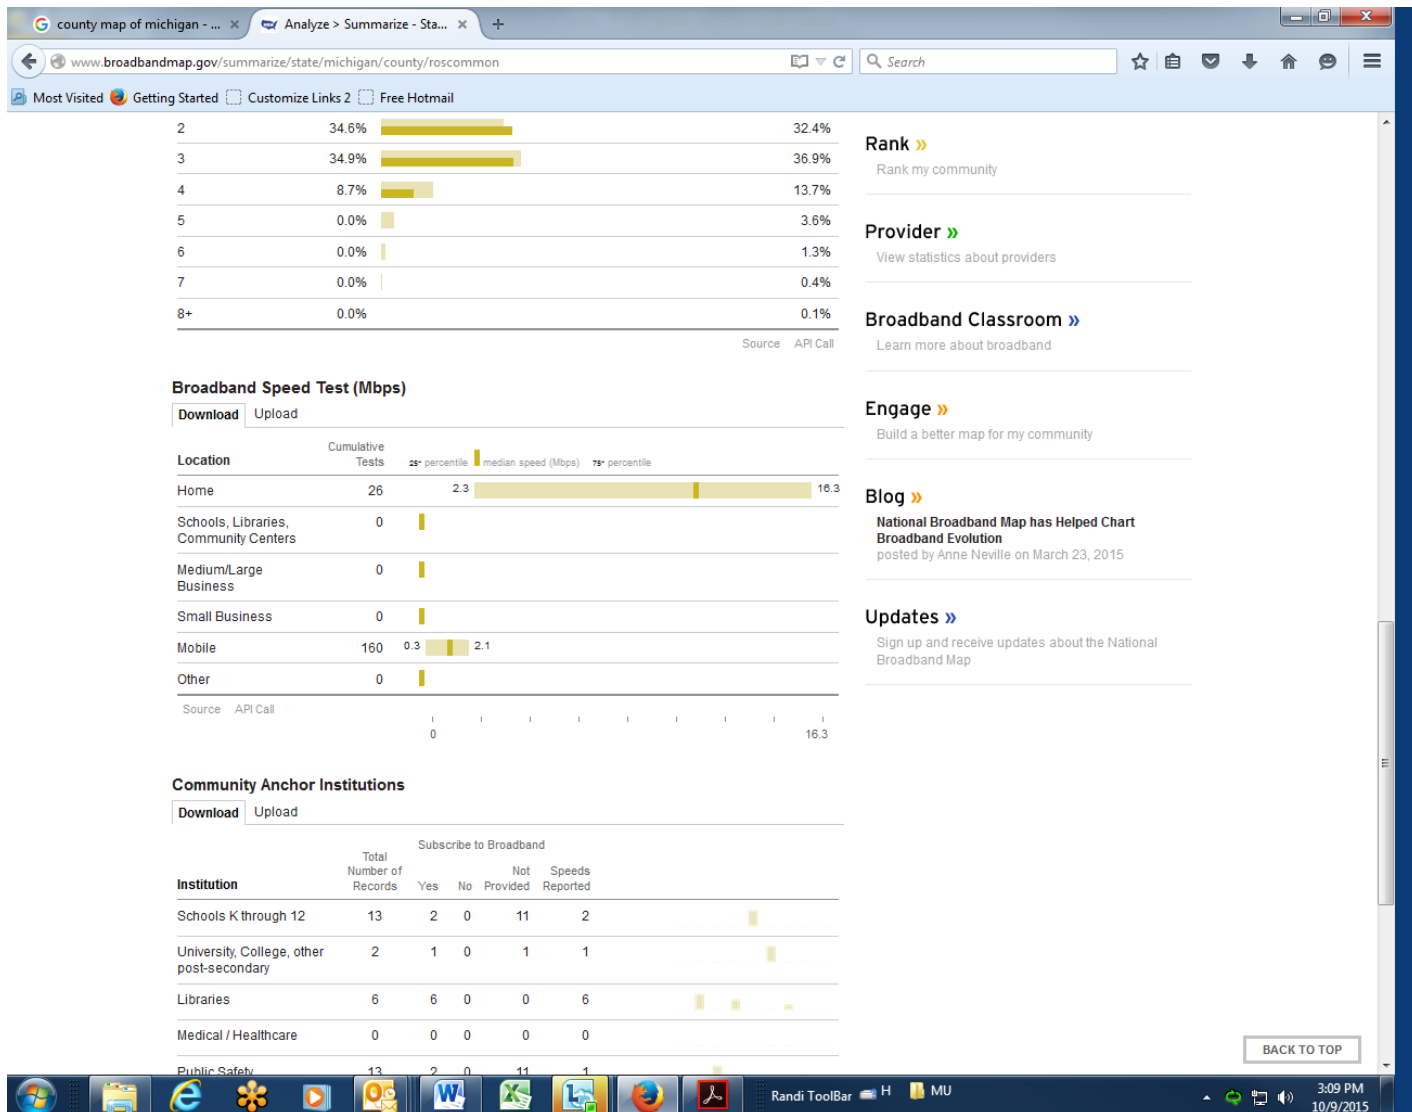 county map of michigan - ...
Analyze > Summarize - Sta...
www.broadbandmap.gov/summarize/state/michigan/county/roscommon
Search
Most Visited Getting Started Customize Links 2 Free Hotmail
2 34.6% 32.4%
3 34.9% 36.9%
4 8.7% 13.7%
5 0.0% 3.6%
6 0.0% 1.3%
7 0.0% 0.4%
8+ 0.0% 0.1%
Source API Call
Broadband Speed Test (Mbps)
Download Upload
Cumulative
Location Tests 25th percentile median speed (Mbps) 75th percentile
Home 26 2.3 16.3
Schools, Libraries, 0
Community Centers
Medium/Large 0
Business
Small Business 0
Mobile 160 0.3 2.1
Other 0
Source API Call
0 16.3
Community Anchor Institutions
Download Upload
Subscribe to Broadband
Total
Number of Not Speeds
Institution Records Yes No Provided Reported
Schools K through 12 13 2 0 11 2
University, College, other 2 1 0 1 1
post-secondary
Libraries 6 6 0 0 6
Medical / Healthcare 0 0 0 0 0
Public Safety 13 2 0 11 1
Rank »
Rank my community
Provider »
View statistics about providers
Broadband Classroom »
Learn more about broadband
Engage »
Build a better map for my community
Blog »
National Broadband Map has Helped Chart
Broadband Evolution
posted by Anne Neville on March 23, 2015
Updates »
Sign up and receive updates about the National
Broadband Map
BACK TO TOP
Randi ToolBar H MU
3:09 PM
10/9/2015